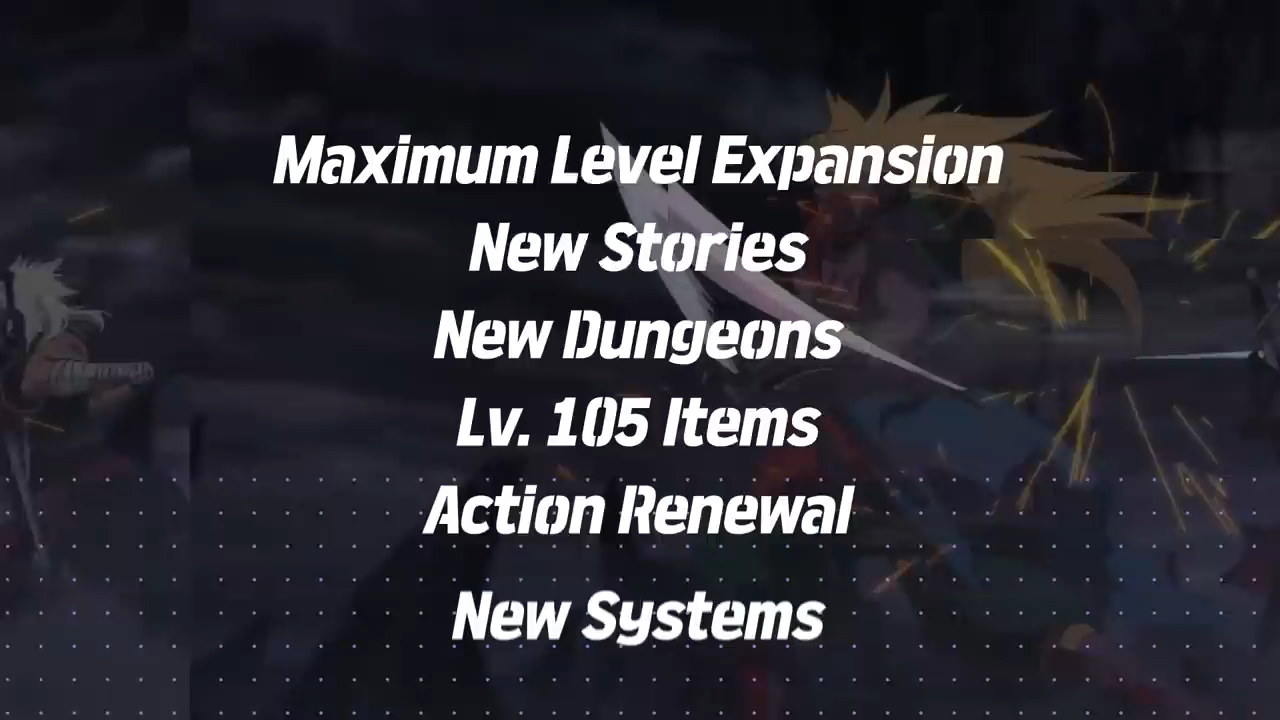 Maximum Level Expansion
New Stories
New Dungeons
Lv. 105 Items
Action Renewal
New Systems